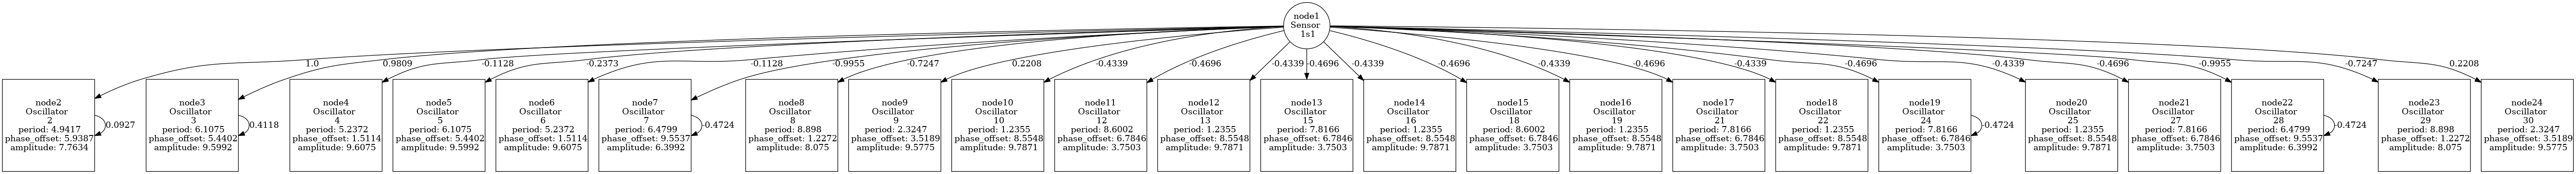 node1
Sensor
1s1
1.0
0.9809
-0.1128
-0.2373
-0.1128
-0.9955
-0.7247
0.2208
-0.4339
-0.4696
-0.4339
-0.4696
-0.4339
-0.4696
-0.4339
-0.4696
-0.4339
-0.4696
-0.4339
-0.4696
-0.9955
-0.7247
0.2208
node2
Oscillator
2
period: 4.9417
phase_offset: 5.9387
amplitude: 7.7634
0.0927
node3
Oscillator
3
period: 6.1075
phase_offset: 5.4402
amplitude: 9.5992
0.4118
node4
Oscillator
4
period: 5.2372
phase_offset: 1.5114
amplitude: 9.6075
node5
Oscillator
5
period: 6.1075
phase_offset: 5.4402
amplitude: 9.5992
node6
Oscillator
6
period: 5.2372
phase_offset: 1.5114
amplitude: 9.6075
node7
Oscillator
7
period: 6.4799
phase_offset: 9.5537
amplitude: 6.3992
-0.4724
node8
Oscillator
8
period: 8.898
phase_offset: 1.2272
amplitude: 8.075
node9
Oscillator
9
period: 2.3247
phase_offset: 3.5189
amplitude: 9.5775
node10
Oscillator
10
period: 1.2355
phase_offset: 8.5548
amplitude: 9.7871
node11
Oscillator
12
period: 8.6002
phase_offset: 6.7846
amplitude: 3.7503
node12
Oscillator
13
period: 1.2355
phase_offset: 8.5548
amplitude: 9.7871
node13
Oscillator
15
period: 7.8166
phase_offset: 6.7846
amplitude: 3.7503
node14
Oscillator
16
period: 1.2355
phase_offset: 8.5548
amplitude: 9.7871
node15
Oscillator
18
period: 8.6002
phase_offset: 6.7846
amplitude: 3.7503
node16
Oscillator
19
period: 1.2355
phase_offset: 8.5548
amplitude: 9.7871
node17
Oscillator
21
period: 7.8166
phase_offset: 6.7846
amplitude: 3.7503
node18
Oscillator
22
period: 1.2355
phase_offset: 8.5548
amplitude: 9.7871
node19
Oscillator
24
period: 7.8166
phase_offset: 6.7846
amplitude: 3.7503
-0.4724
node20
Oscillator
25
period: 1.2355
phase_offset: 8.5548
amplitude: 9.7871
node21
Oscillator
27
period: 7.8166
phase_offset: 6.7846
amplitude: 3.7503
node22
Oscillator
28
period: 6.4799
phase_offset: 9.5537
amplitude: 6.3992
-0.4724
node23
Oscillator
29
period: 8.898
phase_offset: 1.2272
amplitude: 8.075
node24
Oscillator
30
period: 2.3247
phase_offset: 3.5189
amplitude: 9.5775